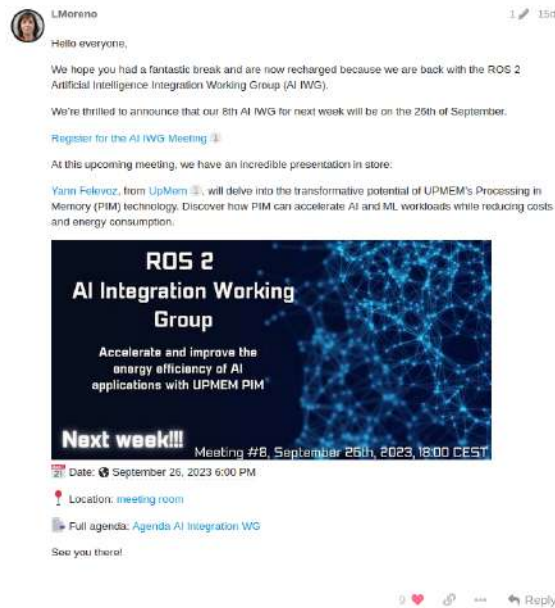 LMoreno
1 15d
Hello everyone,
We hope you had a fantastic break and are now recharged because we are back with the ROS 2
Artificial Intelligence Integration Working Group (AI IWG).
We're thrilled to announce that our 8th AI IWG for next week will be on the 26th of September.
Register for the AI IWG Meeting 1
At this upcoming meeting, we have an incredible presentation in store:
Yann Felevoz, from UpMem 1, will delve into the transformative potential of UPMEM's Processing in
Memory (PIM) technology. Discover how PIM can accelerate AI and ML workloads while reducing costs
and energy consumption.
ROS 2
AI Integration Working
Group
Accelerate and improve the
energy efficiency of AI
applications with UPMEM PIM
Next week!!!
Meeting #8, September 26th, 2023, 18:00 CEST
Date: September 26, 2023 6:00 PM
Location: meeting room
Full agenda: Agenda AI Integration WG
See you there!
9
Reply